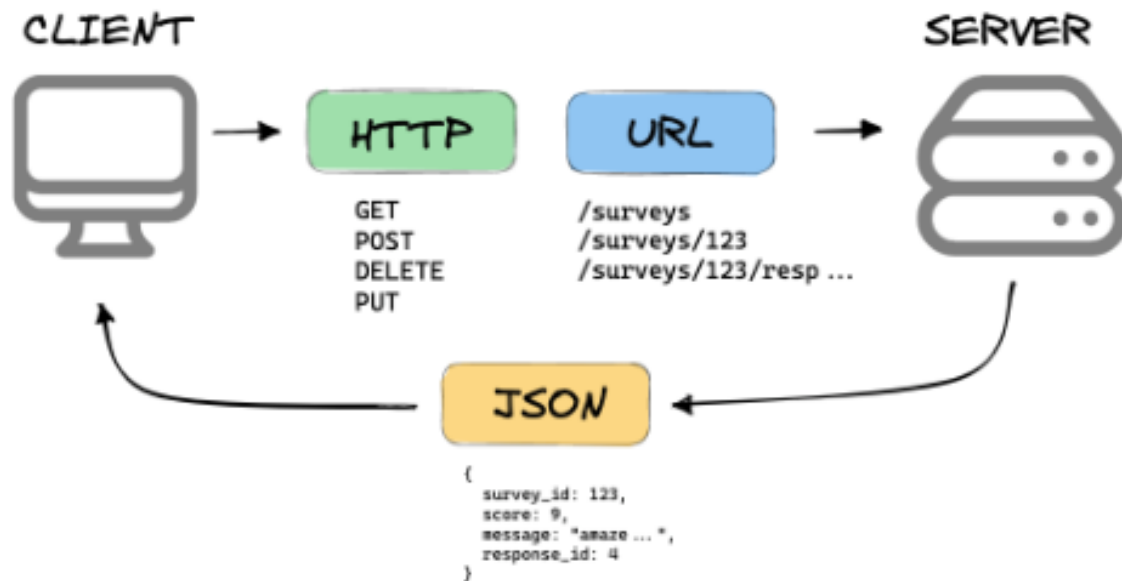 CLIENT
SERVER
HTTP
URL
GET
POST
DELETE
PUT
/surveys
/surveys/123
/surveys/123/resp ...
JSON
{
survey_id: 123,
score: 9,
message: "amaze ... ",
response_id: 4
}